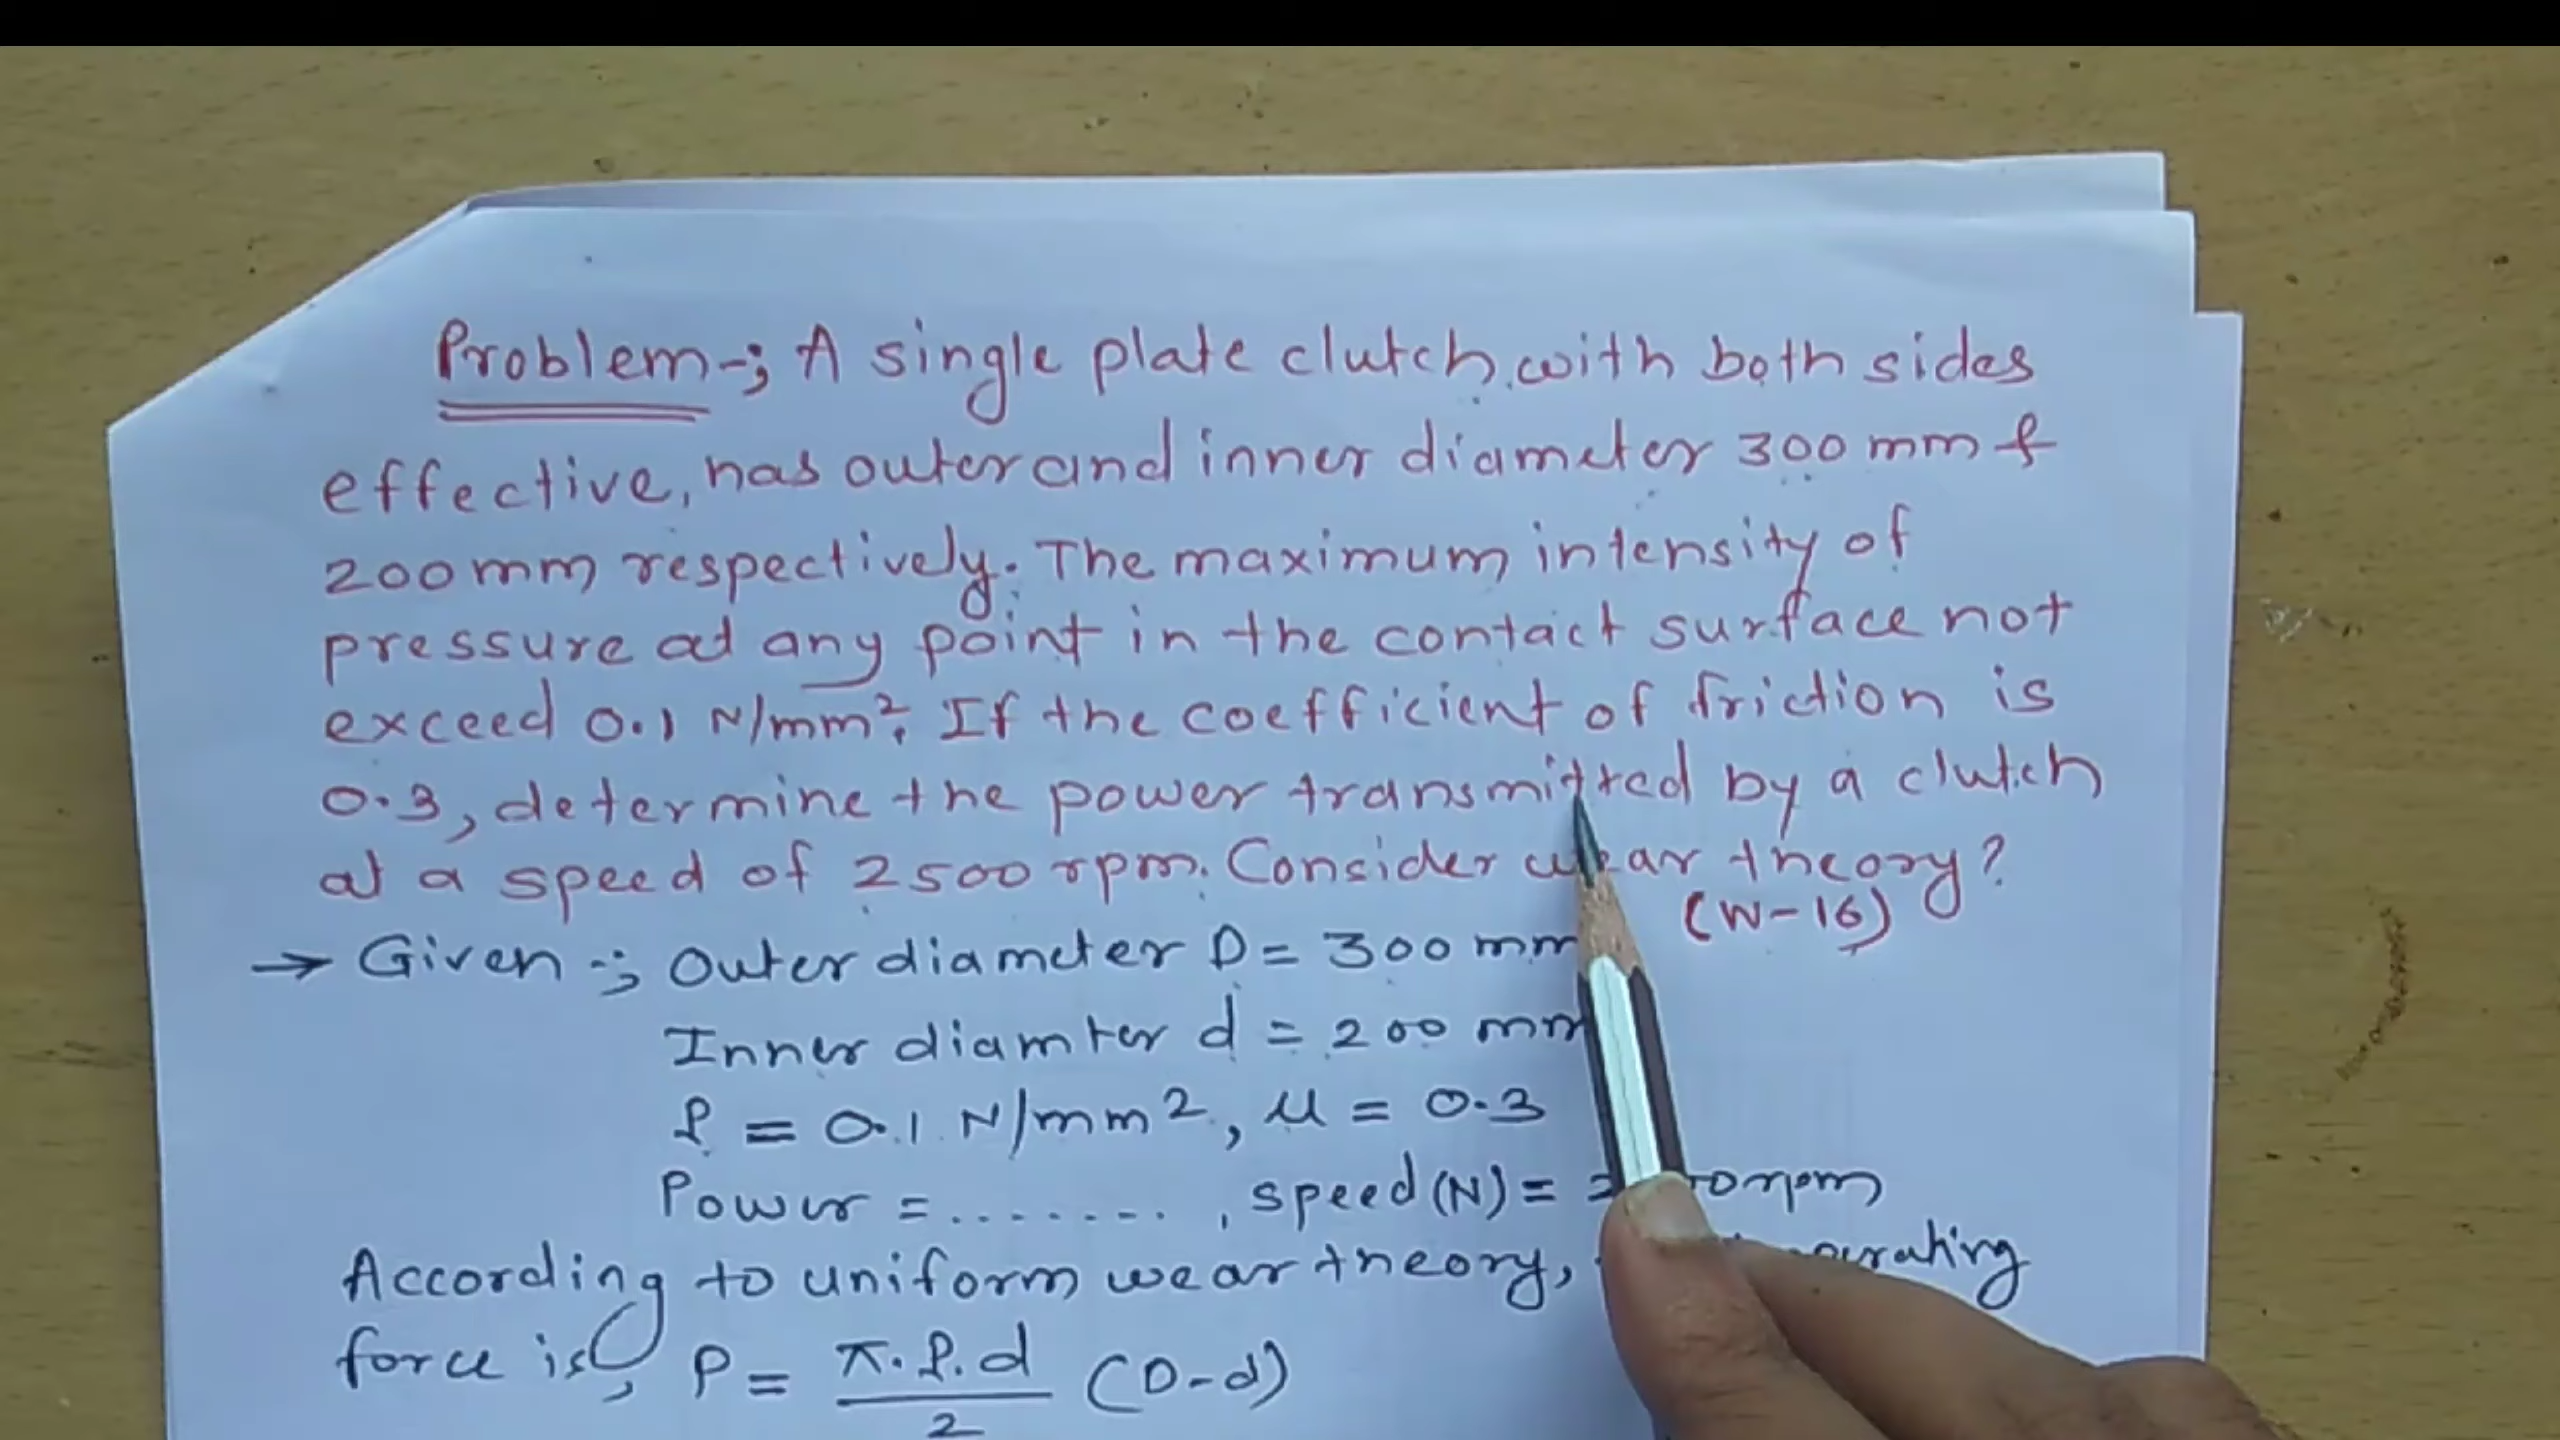 Problem-; A single plate clutch, with both sides
effective, has outer and inner diameter 300 mm &
200 mm respectively. The maximum intensity of
pressure at any point in the contact surface not
exceed 0.1 N/mm². If the coefficient of friction is
0.3, determine the power transmitted by a clutch
at a speed of 2500 rpm. Consider wear theory?
(W-16)
→ Given -; Outer diameter D = 300 mm
Inner diamter d = 200 mm
P = 0.1 N/mm², μ = 0.3
Power = ........, speed (N) = rpm
According to uniform wear theory,
force is, P = π.P.d/2 (D-d)